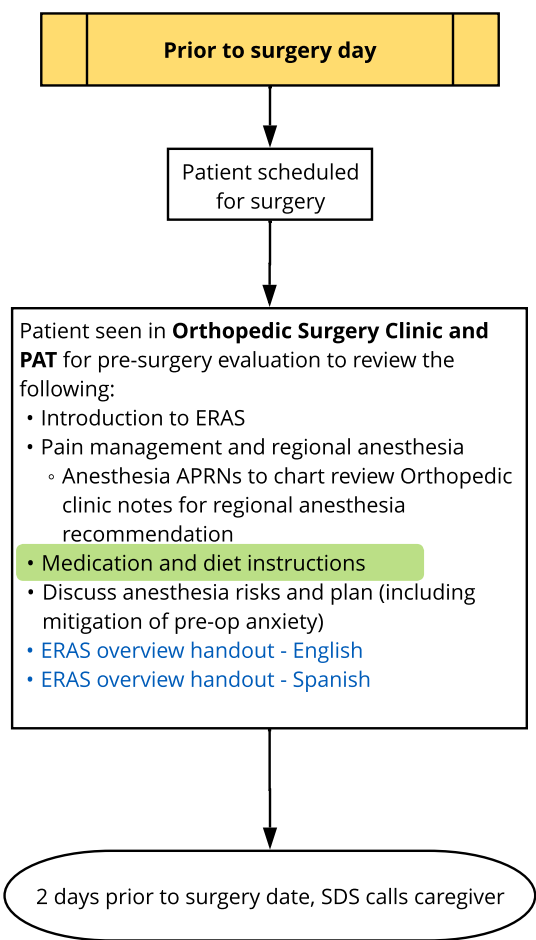 Prior to surgery day
Patient scheduled
for surgery
Patient seen in Orthopedic Surgery Clinic and
PAT for pre-surgery evaluation to review the
following:
• Introduction to ERAS
• Pain management and regional anesthesia
◦ Anesthesia APRNs to chart review Orthopedic
clinic notes for regional anesthesia
recommendation
• Medication and diet instructions
• Discuss anesthesia risks and plan (including
mitigation of pre-op anxiety)
• ERAS overview handout - English
• ERAS overview handout - Spanish
2 days prior to surgery date, SDS calls caregiver